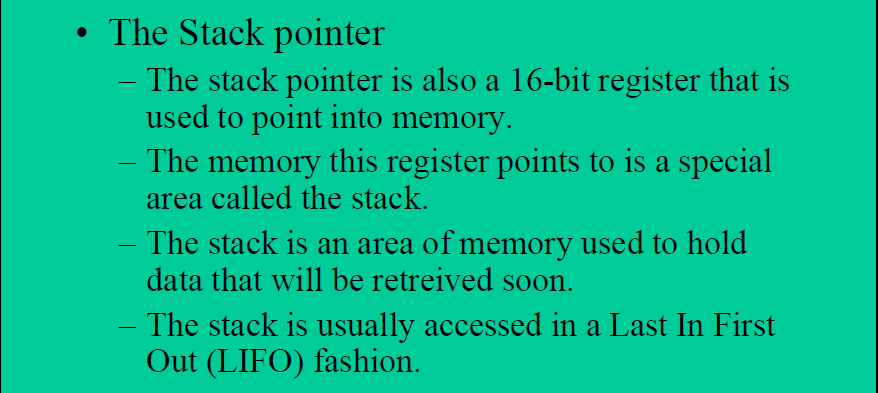 • The Stack pointer
– The stack pointer is also a 16-bit register that is
used to point into memory.
– The memory this register points to is a special
area called the stack.
– The stack is an area of memory used to hold
data that will be retreived soon.
– The stack is usually accessed in a Last In First
Out (LIFO) fashion.